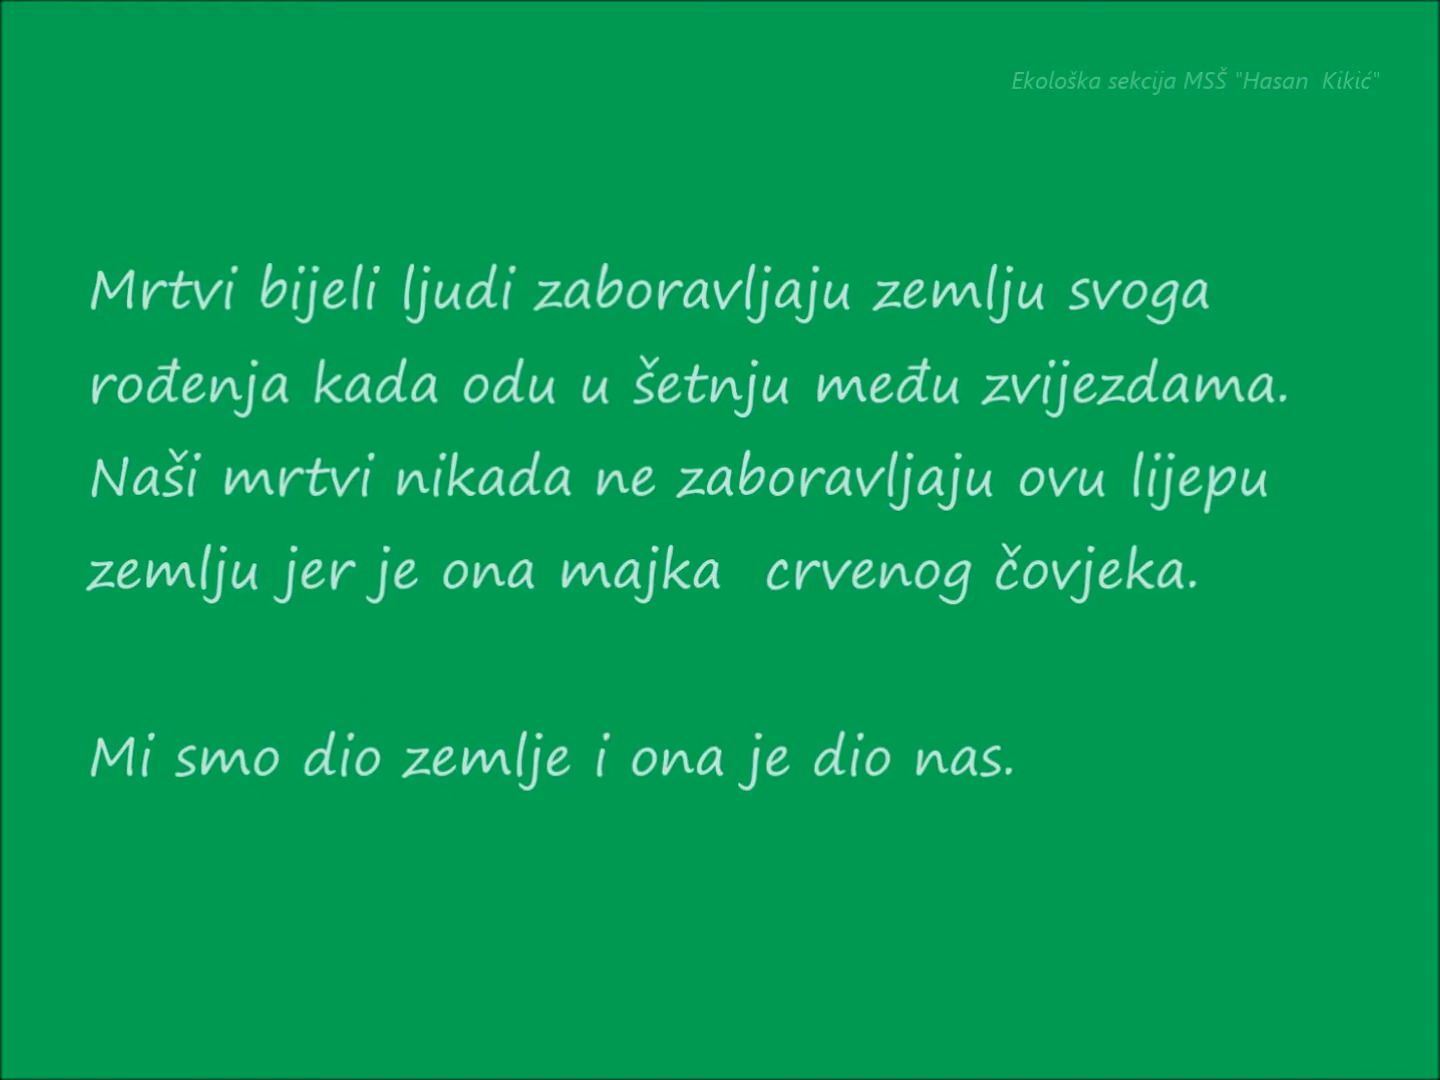 Ekološka sekcija MSŠ "Hasan  Kikić"
Mrtvi bijeli ljudi zaboravljaju zemlju svoga
rođenja kada odu u šetnju među zvijezdama.
Naši mrtvi nikada ne zaboravljaju ovu lijepu
zemlju jer je ona majka  crvenog čovjeka.
Mi smo dio zemlje i ona je dio nas.